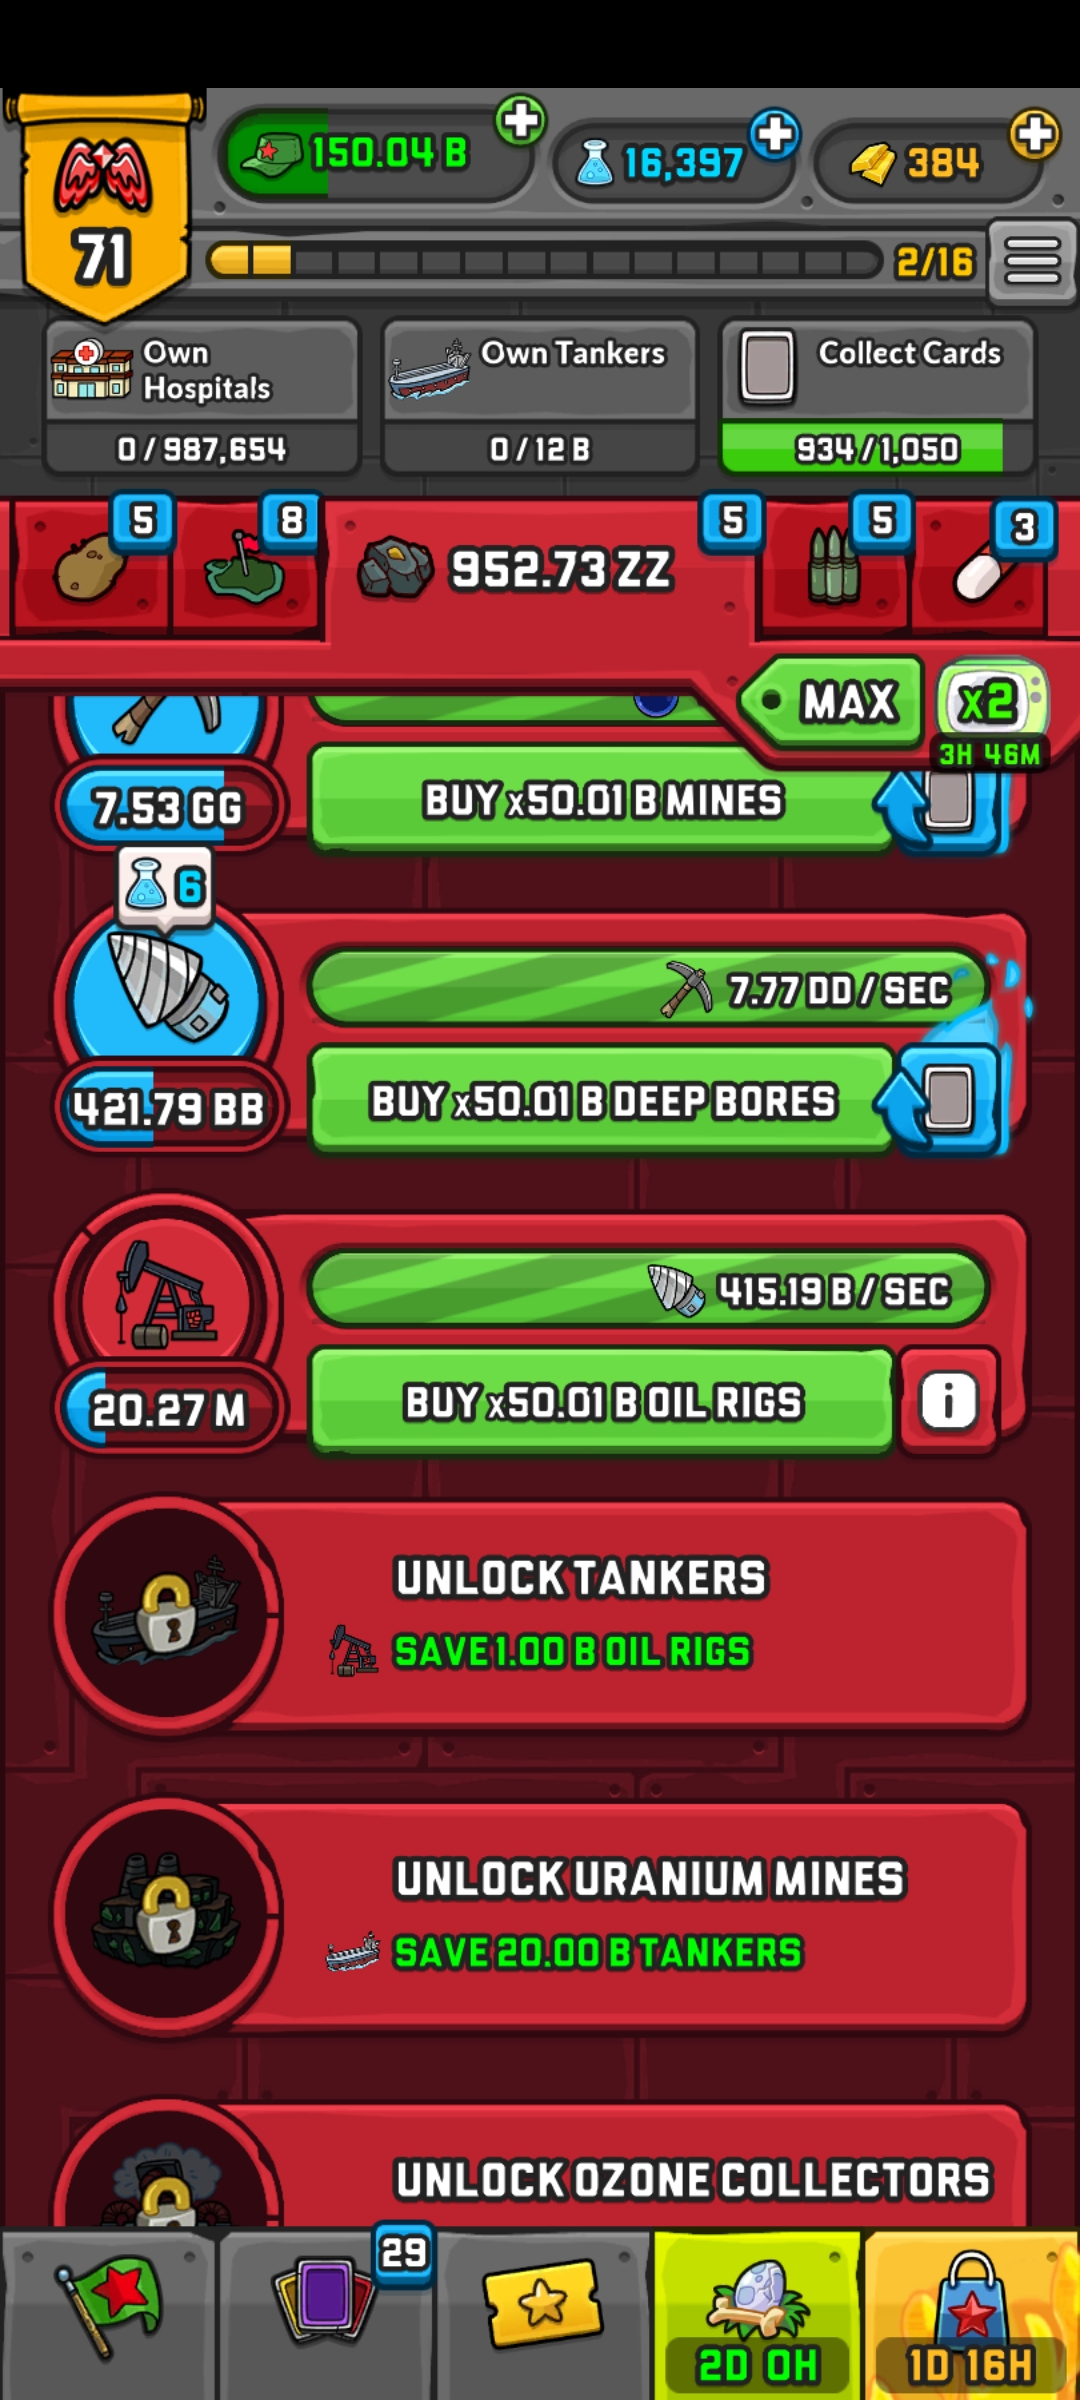 150.04 B
16,397
384
71
2/16
Own
Hospitals
0 / 987,654
Own Tankers
0 / 12 B
Collect Cards
934 / 1,050
5
8
952.73 ZZ
5
5
3
MAX
x2
3H 46M
7.53 GG
BUY x50.01 B MINES
6
7.77 DD / SEC
421.79 BB
BUY x50.01 B DEEP BORES
415.19 B / SEC
20.27 M
BUY x50.01 B OIL RIGS
i
UNLOCK TANKERS
SAVE 1.00 B OIL RIGS
UNLOCK URANIUM MINES
SAVE 20.00 B TANKERS
UNLOCK OZONE COLLECTORS
29
2D 0H
1D 16H